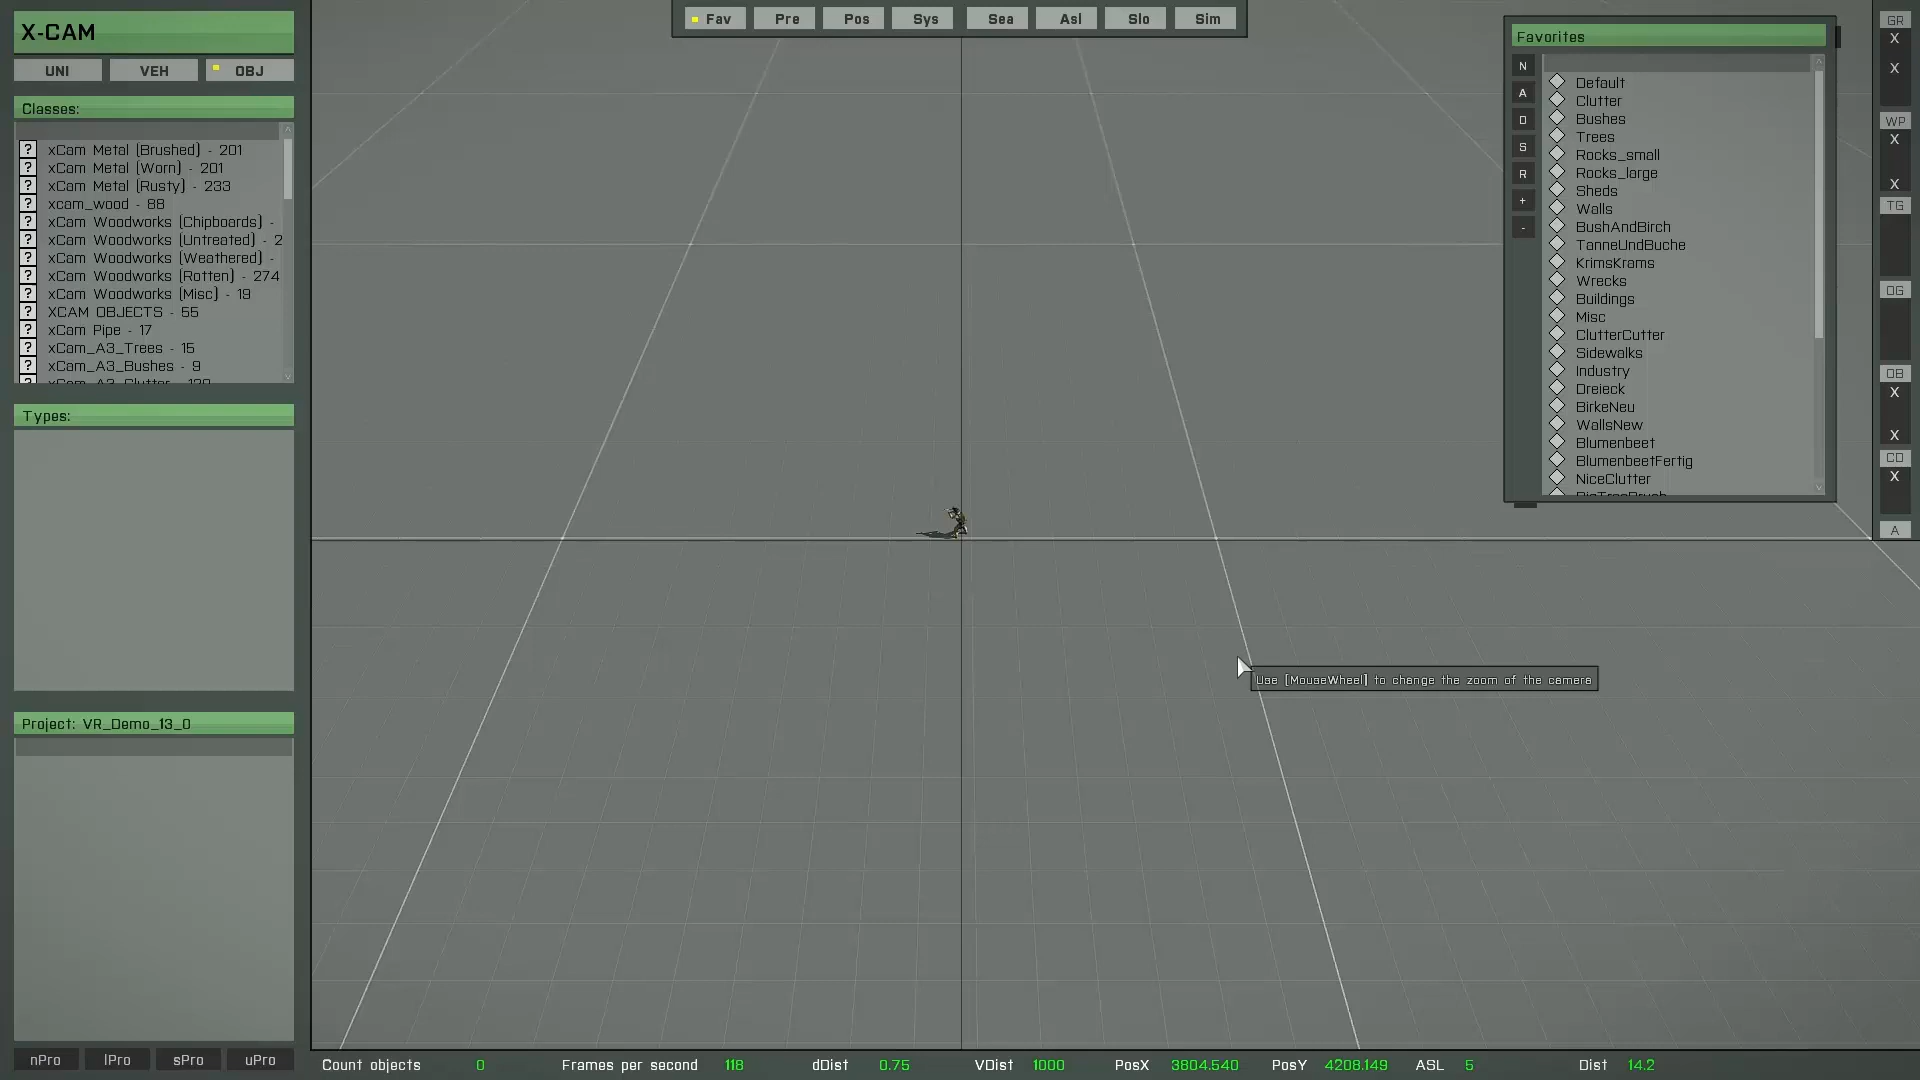 X-CAM
UNI VEH OBJ
Classes:
? xCam Metal (Brushed) - 201
? xCam Metal (Worn) - 201
? xCam Metal (Rusty) - 233
? xcam_wood - 88
? xCam Woodworks (Chipboards) -
? xCam Woodworks (Untreated) - 2
? xCam Woodworks (Weathered) -
? xCam Woodworks (Rotten) - 274
? xCam Woodworks (Misc) - 19
? XCAM OBJECTS - 55
? xCam Pipe - 17
? xCam_A3_Trees - 15
? xCam_A3_Bushes - 9
Types:
Project: VR_Demo_13_0
nPro lPro sPro uPro
Fav Pre Pos Sys Sea Asl Slo Sim
Use [MouseWheel] to change the zoom of the camera
Favorites
N
A
D
S
R
+
-
Default
Clutter
Bushes
Trees
Rocks_small
Rocks_large
Sheds
Walls
BushAndBirch
TanneUndBuche
KrimsKrams
Wrecks
Buildings
Misc
ClutterCutter
Sidewalks
Industry
Dreieck
BirkeNeu
WallsNew
Blumenbeet
BlumenbeetFertig
NiceClutter
GR
X
X
WP
X
X
TG
OG
OB
X
X
CO
X
A
Count objects 0 Frames per second 118 dDist 0.75 VDist 1000 PosX 3804.540 PosY 4208.149 ASL 5 Dist 14.2